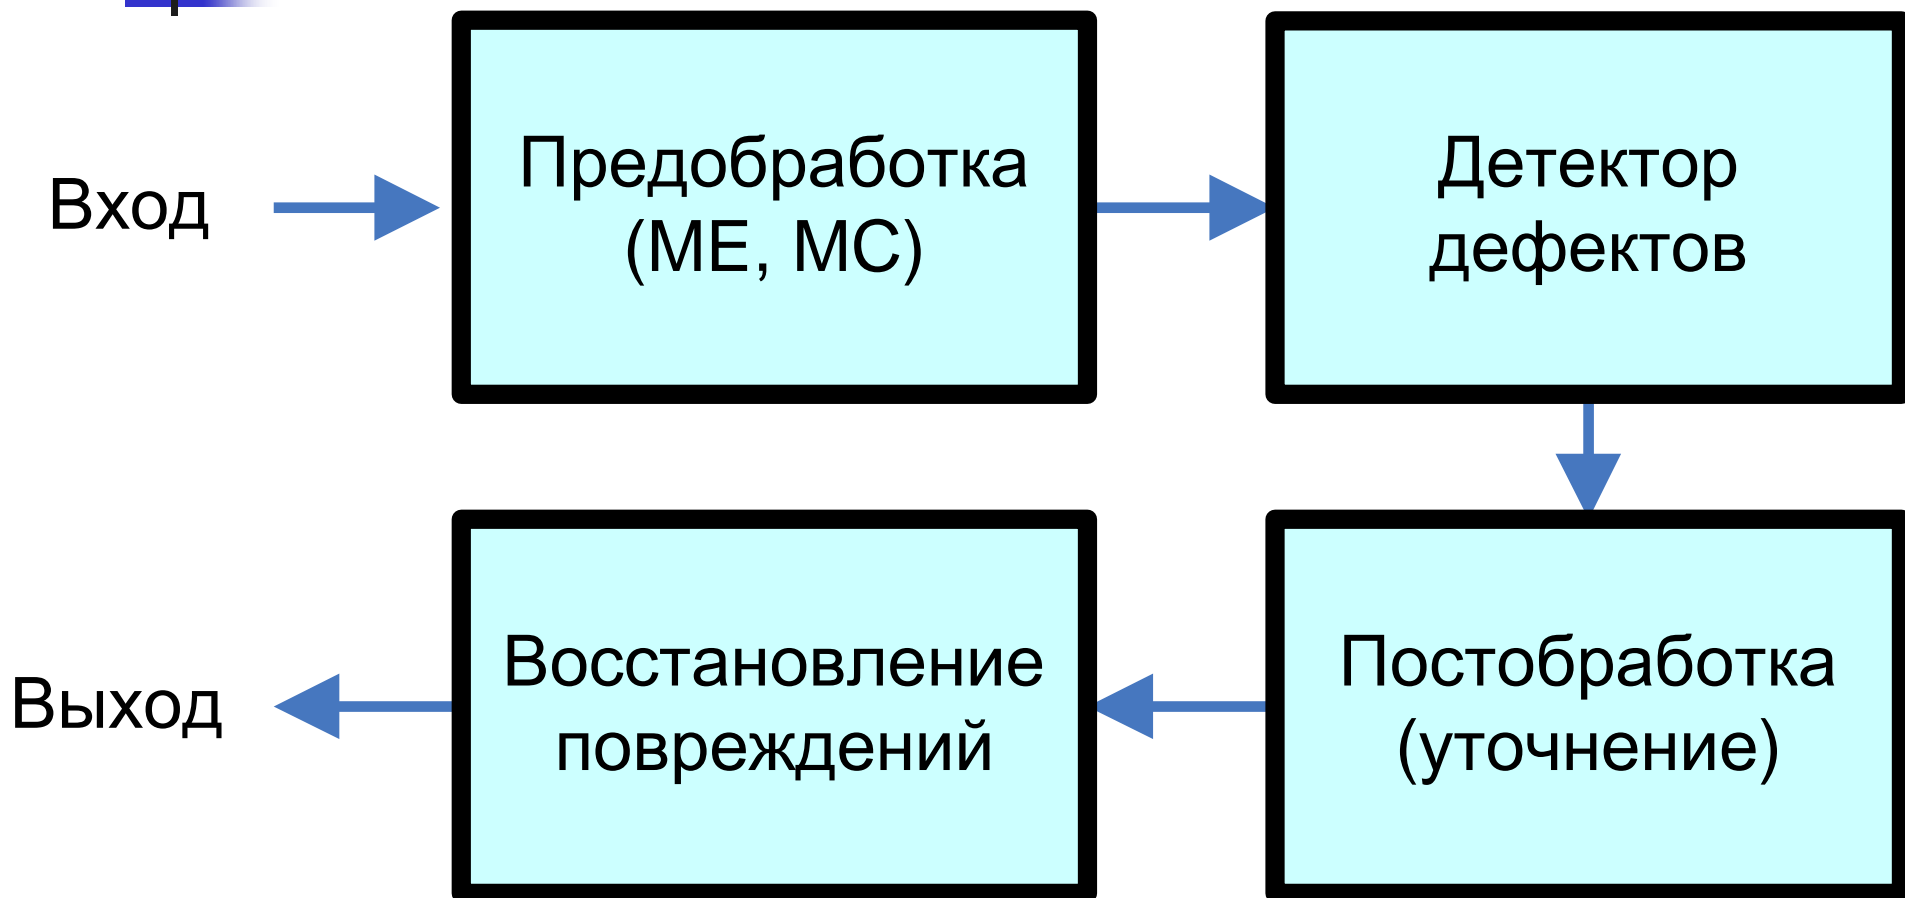 Вход
Предобработка
(ME, MC)
Детектор
дефектов
Постобработка
(уточнение)
Восстановление
повреждений
Выход